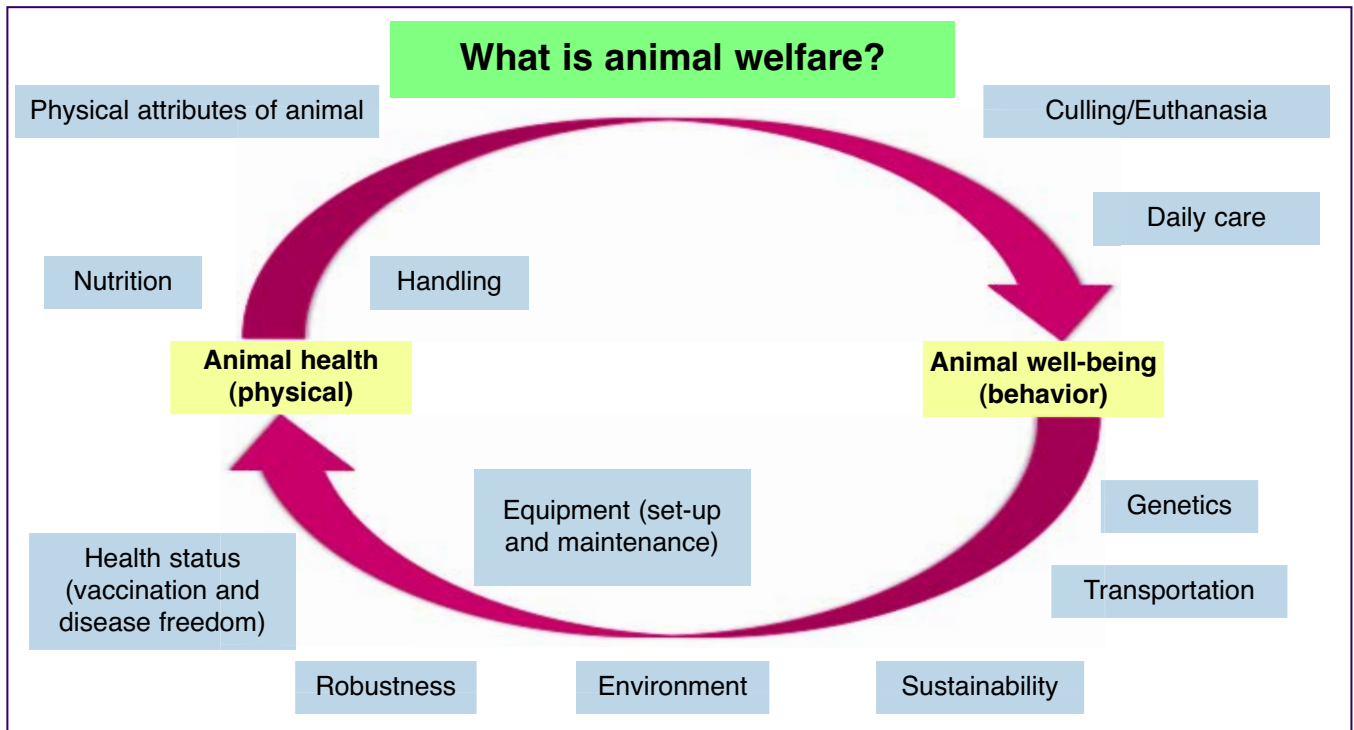 What is animal welfare?
Physical attributes of animal
Culling/Euthanasia
Daily care
Nutrition
Handling
Animal health
(physical)
Animal well-being
(behavior)
Equipment (set-up
and maintenance)
Genetics
Health status
(vaccination and
disease freedom)
Transportation
Robustness
Environment
Sustainability